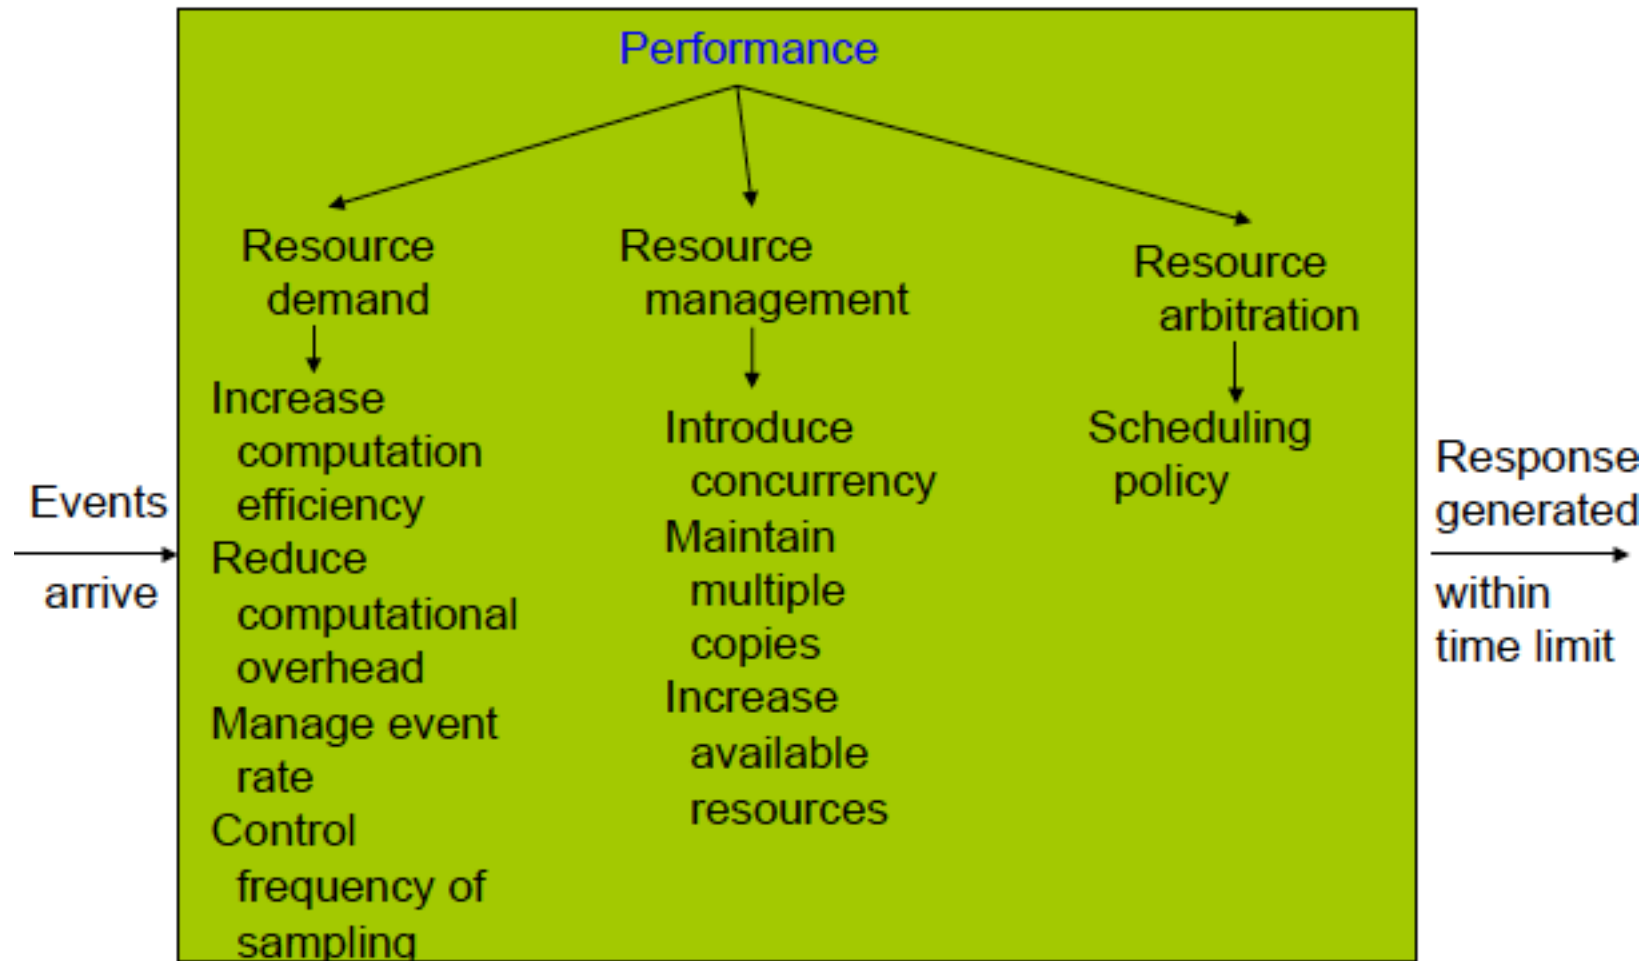 Performance
Resource
demand
Resource
management
Resource
arbitration
Increase
computation
efficiency
Reduce
computational
overhead
Manage event
rate
Control
frequency of
sampling
Introduce
concurrency
Maintain
multiple
copies
Increase
available
resources
Scheduling
policy
Events
arrive
Response
generated
within
time limit